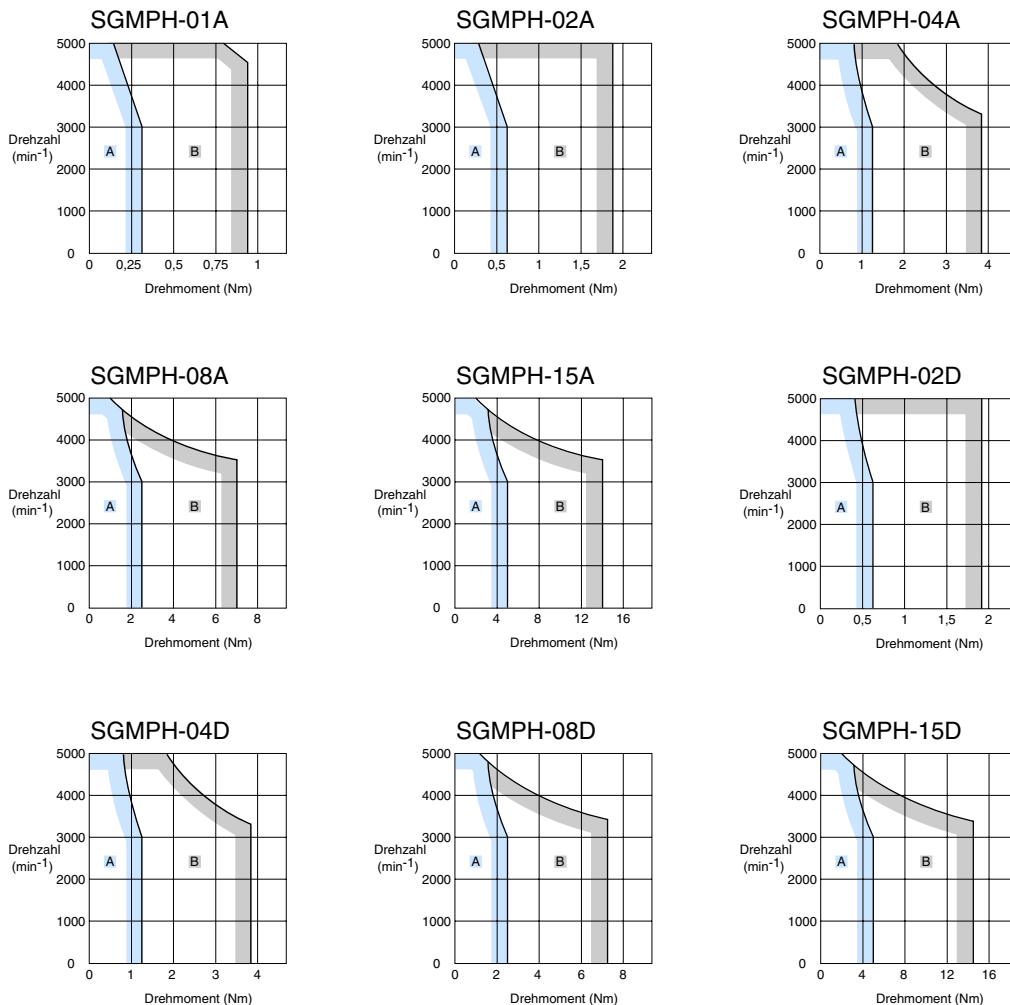 SGMPH-01A
5000
4000
3000
2000
1000
0
Drehzahl
(min-1)
A
B
0 0,25 0,5 0,75 1
Drehmoment (Nm)
SGMPH-02A
5000
4000
3000
2000
1000
0
Drehzahl
(min-1)
A
B
0 0,5 1 1,5 2
Drehmoment (Nm)
SGMPH-04A
5000
4000
3000
2000
1000
0
Drehzahl
(min-1)
A
B
0 1 2 3 4
Drehmoment (Nm)
SGMPH-08A
5000
4000
3000
2000
1000
0
Drehzahl
(min-1)
A
B
0 2 4 6 8
Drehmoment (Nm)
SGMPH-15A
5000
4000
3000
2000
1000
0
Drehzahl
(min-1)
A
B
0 4 8 12 16
Drehmoment (Nm)
SGMPH-02D
5000
4000
3000
2000
1000
0
Drehzahl
(min-1)
A
B
0 0,5 1 1,5 2
Drehmoment (Nm)
SGMPH-04D
5000
4000
3000
2000
1000
0
Drehzahl
(min-1)
A
B
0 1 2 3 4
Drehmoment (Nm)
SGMPH-08D
5000
4000
3000
2000
1000
0
Drehzahl
(min-1)
A
B
0 2 4 6 8
Drehmoment (Nm)
SGMPH-15D
5000
4000
3000
2000
1000
0
Drehzahl
(min-1)
A
B
0 4 8 12 16
Drehmoment (Nm)